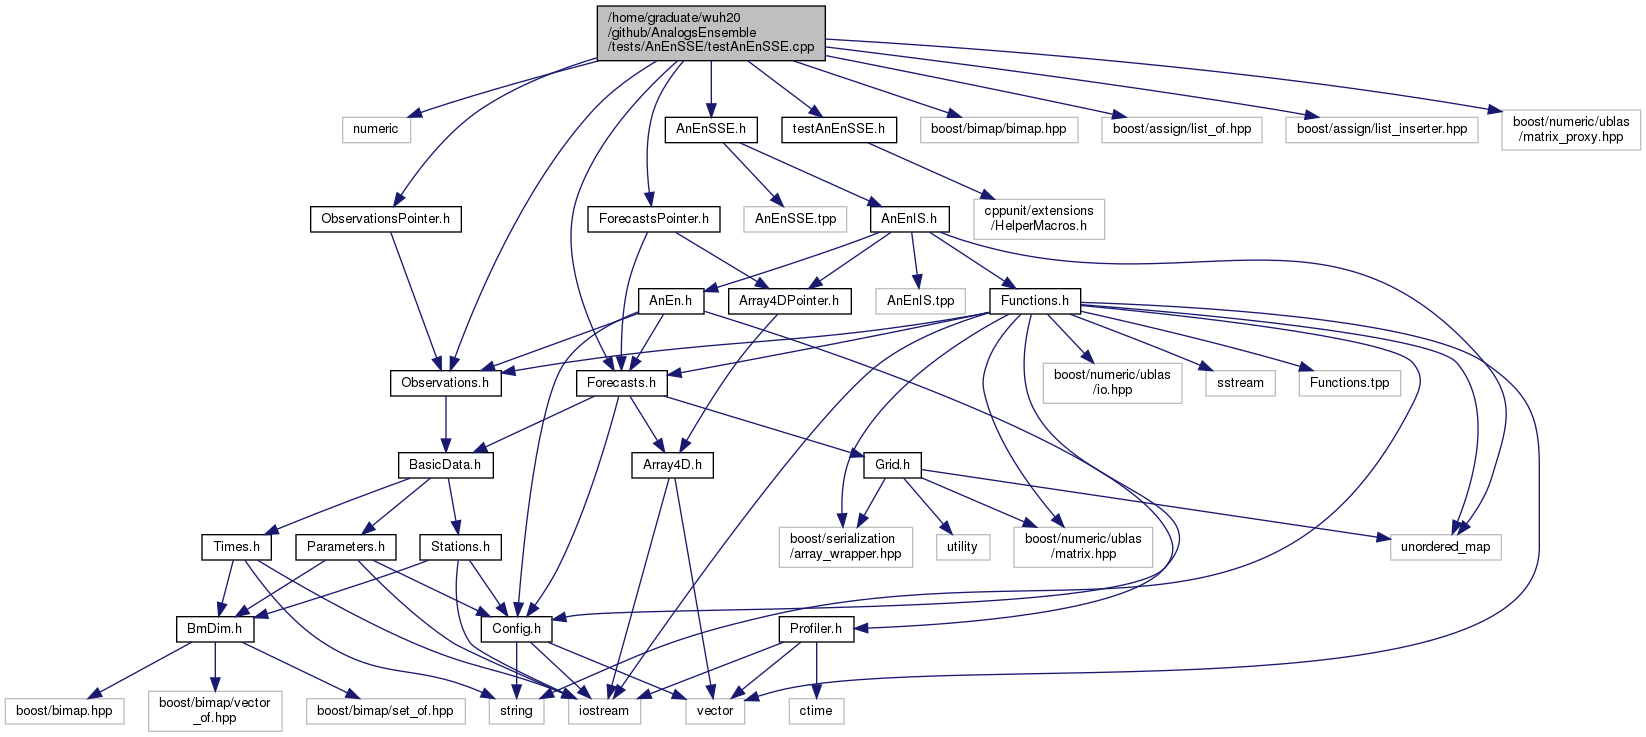 /home/graduate/wuh20
/github/AnalogsEnsemble
/tests/AnEnSSE/testAnEnSSE.cpp
numeric
AnEnSSE.h
testAnEnSSE.h
boost/bimap/bimap.hpp
boost/assign/list_of.hpp
boost/assign/list_inserter.hpp
boost/numeric/ublas
/matrix_proxy.hpp
ObservationsPointer.h
ForecastsPointer.h
AnEnSSE.tpp
AnEnIS.h
cppunit/extensions
/HelperMacros.h
AnEn.h
Array4DPointer.h
AnEnIS.tpp
Functions.h
Observations.h
Forecasts.h
boost/numeric/ublas
/io.hpp
sstream
Functions.tpp
BasicData.h
Array4D.h
Grid.h
Times.h
Parameters.h
Stations.h
boost/serialization
/array_wrapper.hpp
utility
boost/numeric/ublas
/matrix.hpp
unordered_map
BmDim.h
Config.h
Profiler.h
boost/bimap.hpp
boost/bimap/vector
_of.hpp
boost/bimap/set_of.hpp
string
iostream
vector
ctime